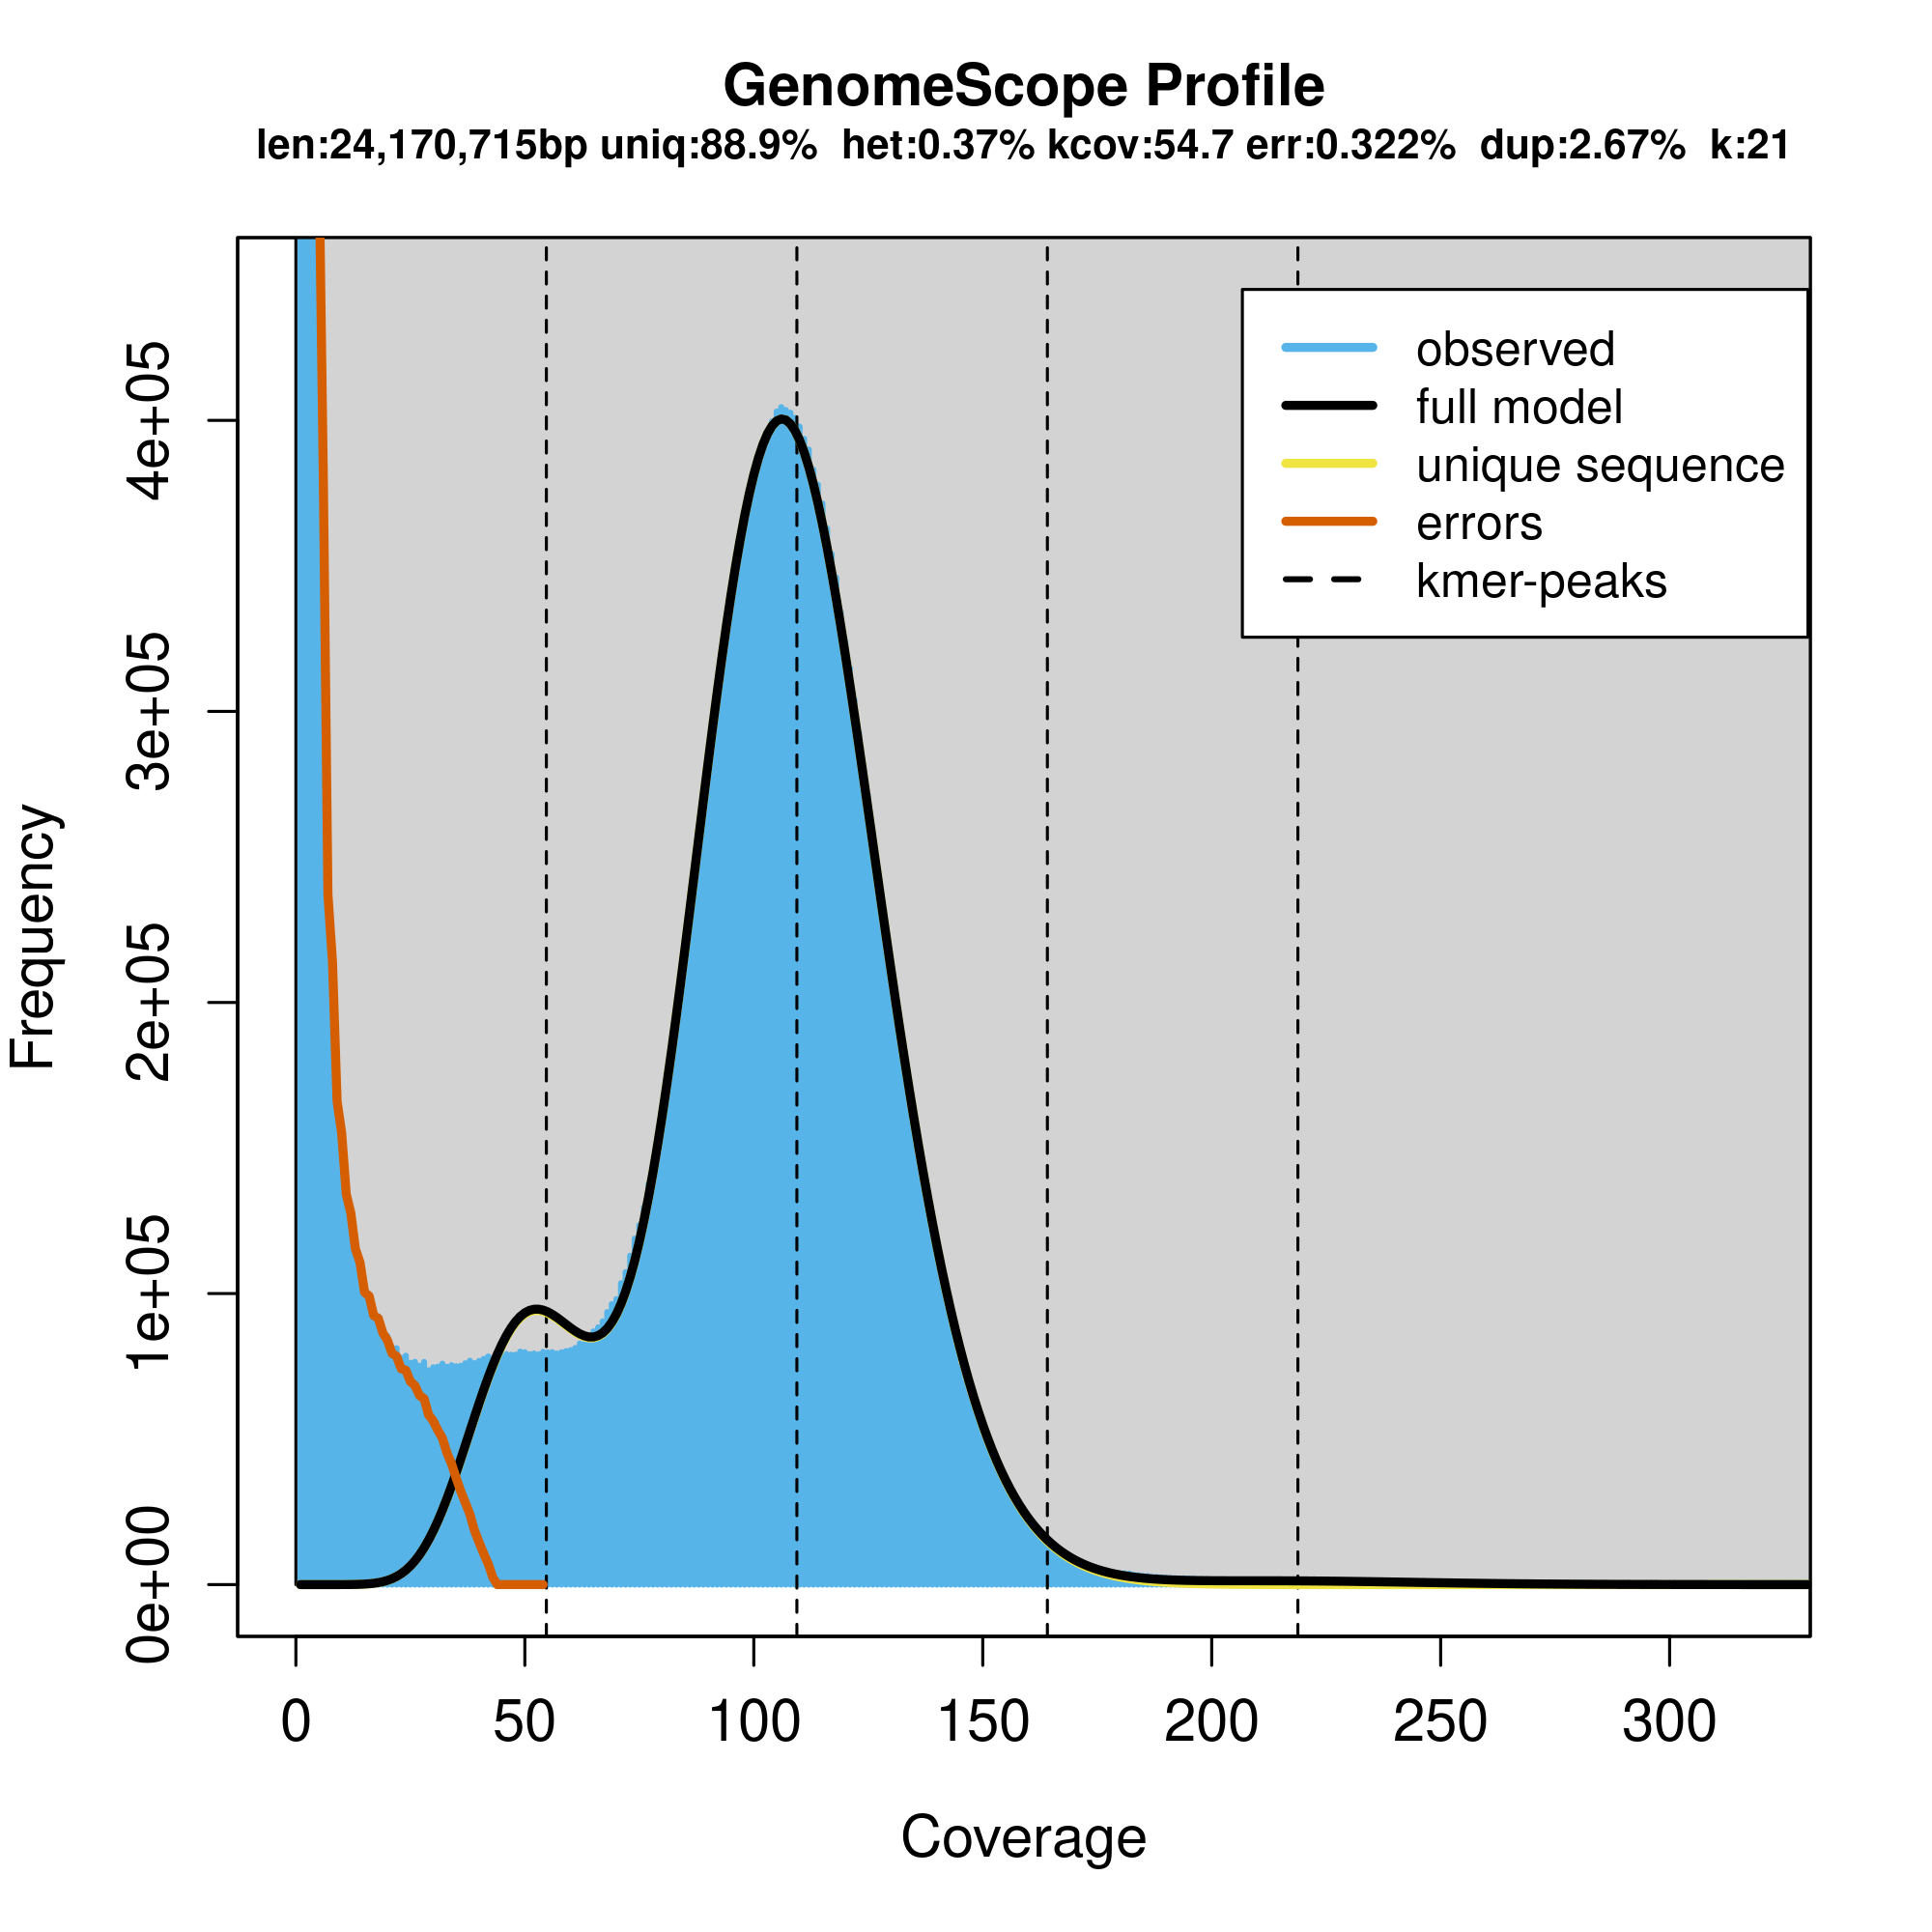 GenomeScope Profile
len:24,170,715bp uniq:88.9% het:0.37% kcov:54.7 err:0.322% dup:2.67% k:21
observed
full model
unique sequence
errors
kmer-peaks
Frequency
4e+05
3e+05
2e+05
1e+05
0e+00
0 50 100 150 200 250 300
Coverage